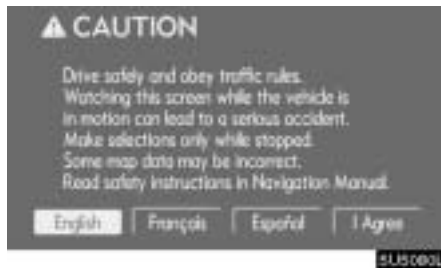 CAUTION
Drive safely and obey traffic rules.
Watching this screen while the vehicle is
in motion can lead to a serious accident.
Make selections only while stopped.
Some map data may be incorrect.
Read safety instructions in Navigation Manual.
English Français Español I Agree